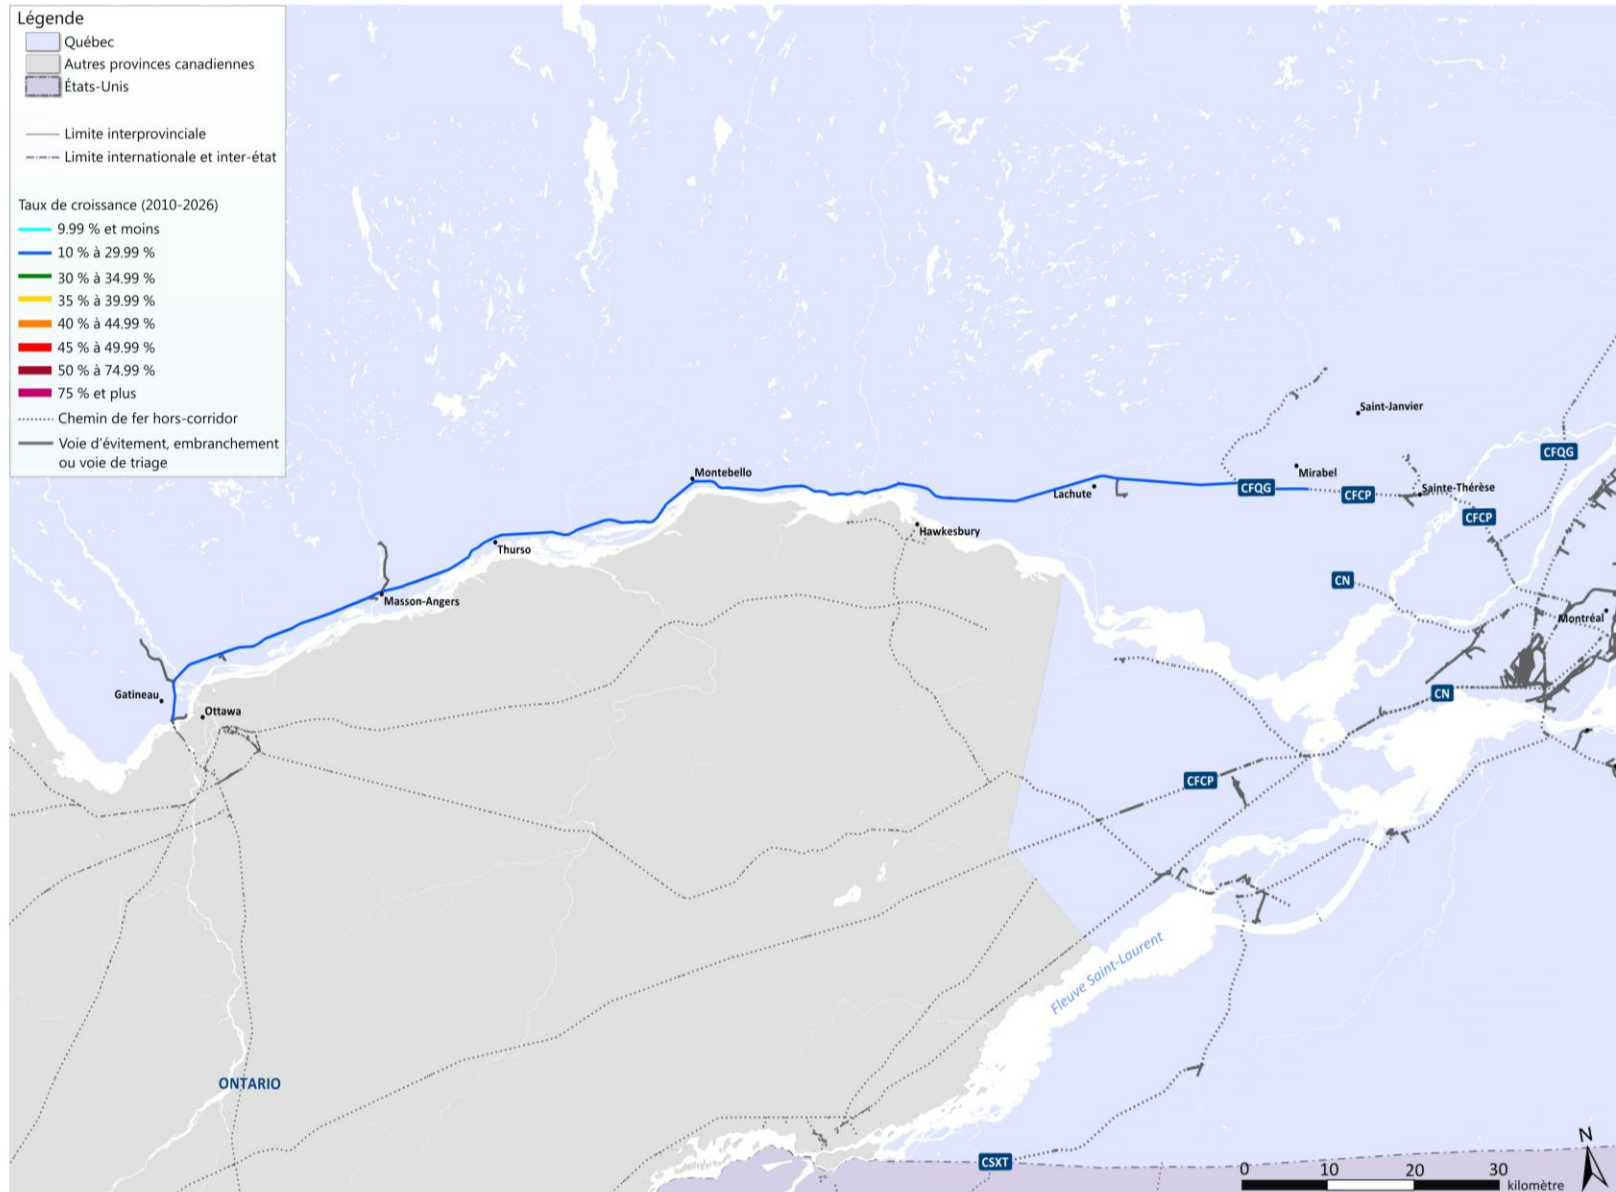 Légende
Québec
Autres provinces canadiennes
États-Unis
Limite interprovinciale
Limite internationale et inter-état
Taux de croissance (2010-2026)
9.99 % et moins
10 % à 29.99 %
30 % à 34.99 %
35 % à 39.99 %
40 % à 44.99 %
45 % à 49.99 %
50 % à 74.99 %
75 % et plus
Chemin de fer hors-corridor
Voie d'évitement, embranchement
ou voie de triage
Saint-Janvier
CFQG
Montebello
Mirabel
Lachute
CFQG
CFCP
Sainte-Thérèse
CFCP
Hawkesbury
Thurso
CN
Masson-Angers
Montréal
Gatineau
Ottawa
CN
CFCP
Fleuve Saint-Laurent
ONTARIO
CSXT
N
0 10 20 30
kilomètre